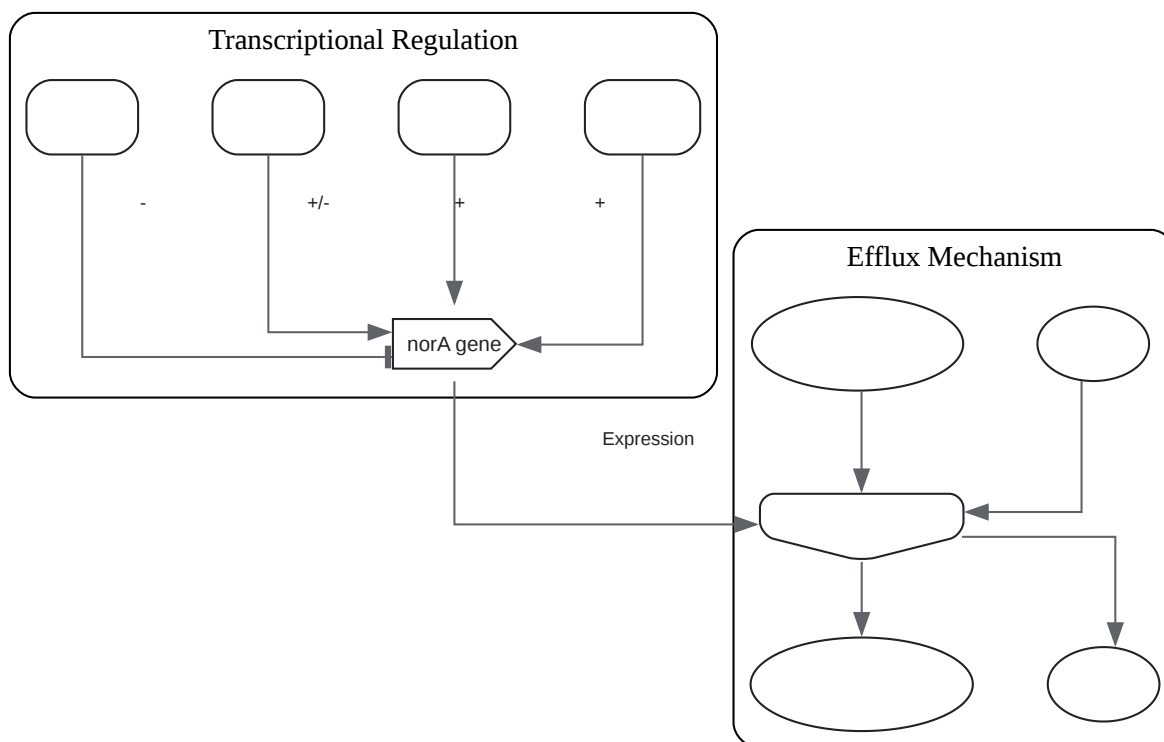 Transcriptional Regulation
-
+/-
+
+
norA gene
Efflux Mechanism
Expression